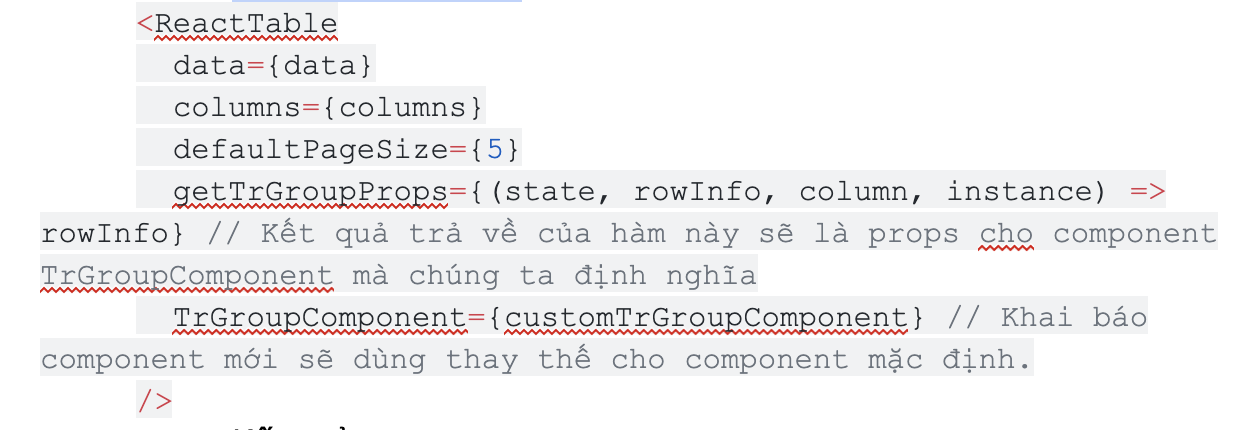 <ReactTable
data={data}
columns={columns}
defaultPageSize={5}
getTrGroupProps={(state, rowInfo, column, instance) =>
rowInfo} // Kết quả trả về của hàm này sẽ là props cho component
TrGroupComponent mà chúng ta định nghĩa
TrGroupComponent={customTrGroupComponent} // Khai báo
component mới sẽ dùng thay thế cho component mặc định.
/>